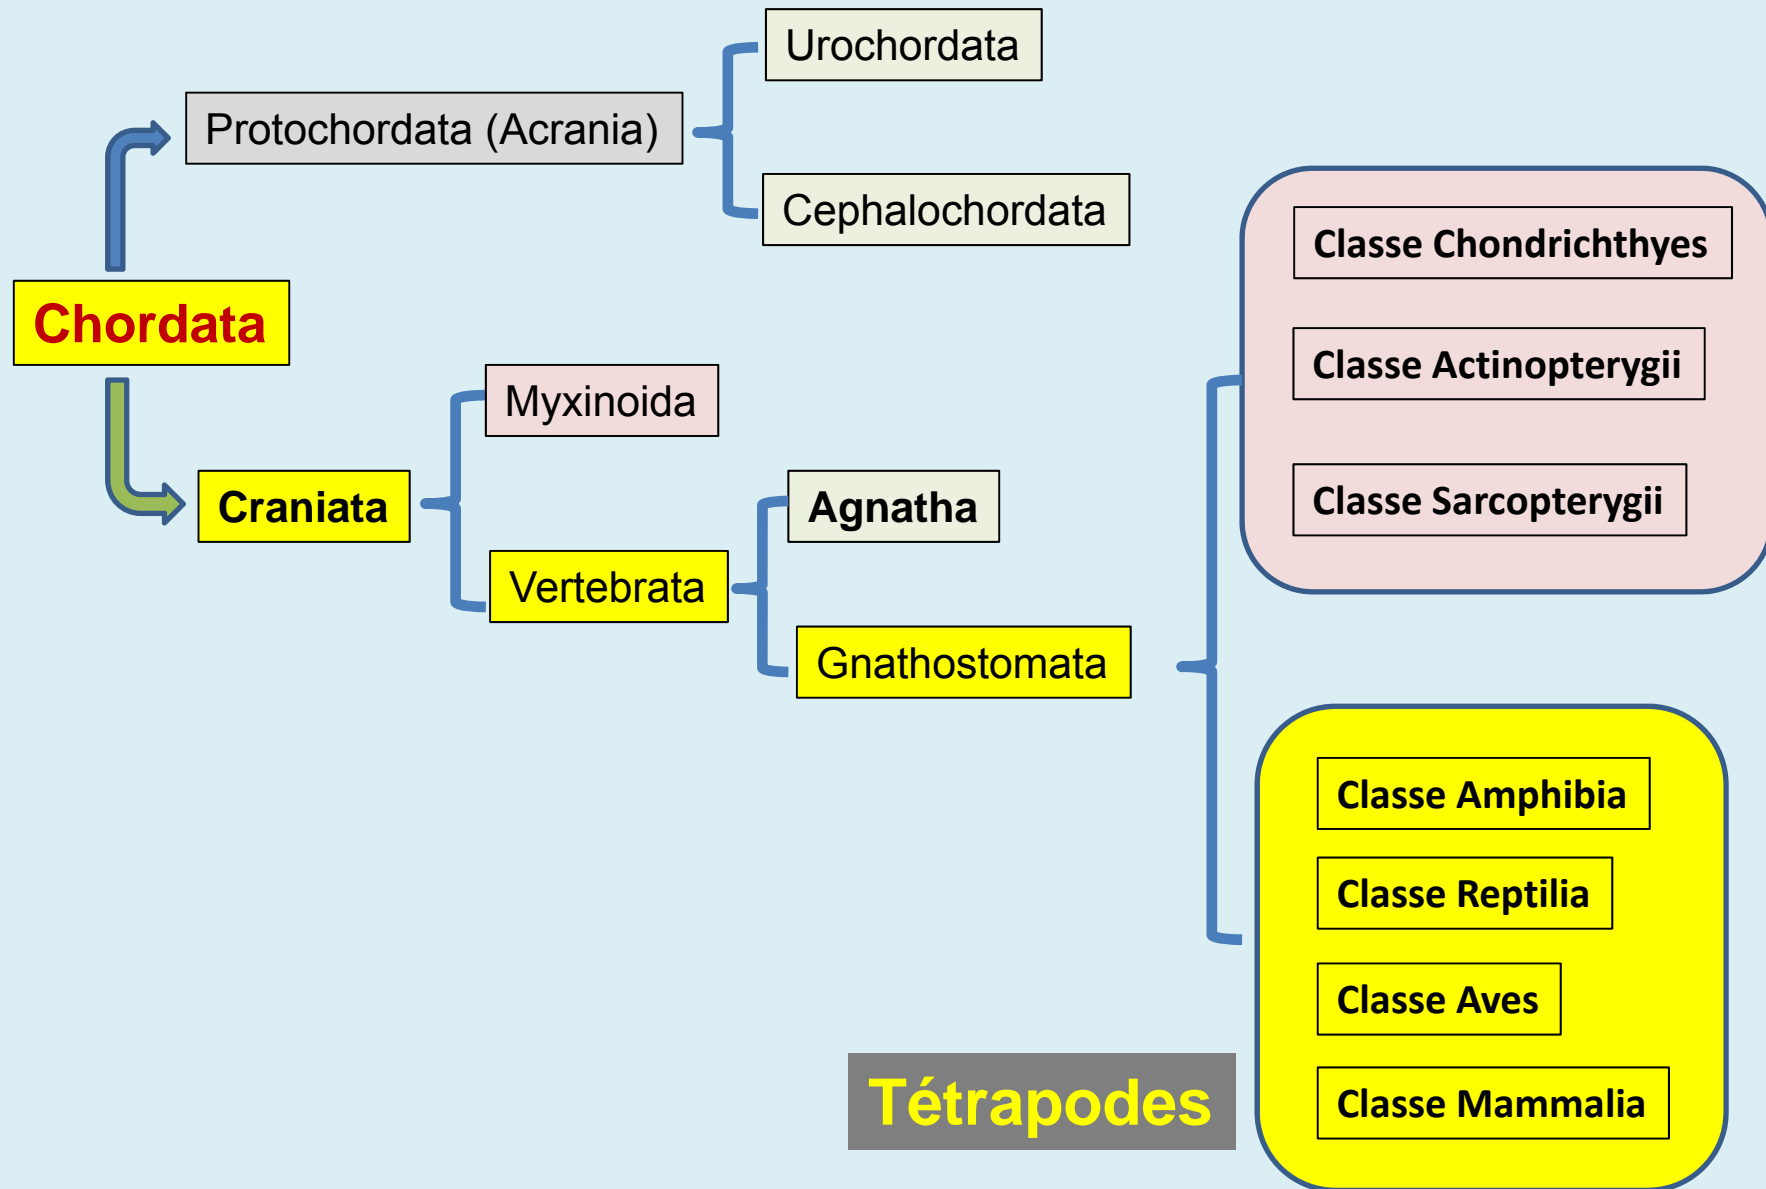 Urochordata
Protochordata (Acrania)
Cephalochordata
Chordata
Myxinoida
Craniata
Agnatha
Vertebrata
Gnathostomata
Classe Chondrichthyes
Classe Actinopterygii
Classe Sarcopterygii
Classe Amphibia
Classe Reptilia
Classe Aves
Classe Mammalia
Tétrapodes